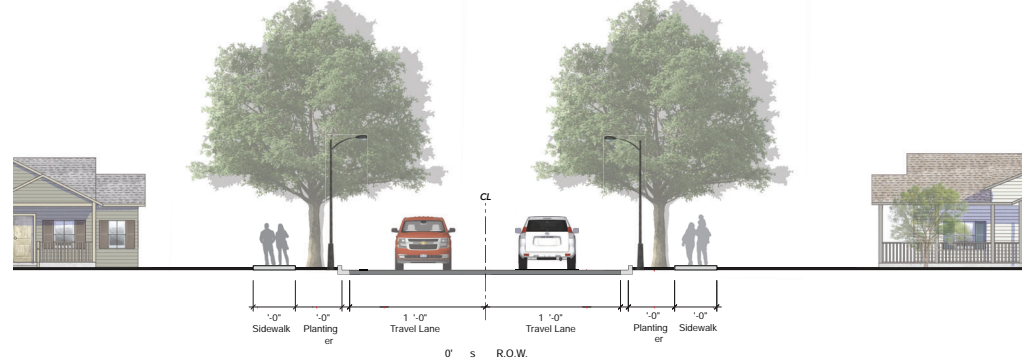 CL
'-0" '-0" 1 '-0" 1 '-0" '-0" '-0"
Sidewalk Planting Travel Lane Travel Lane Planting Sidewalk
er er
0' s R.O.W.